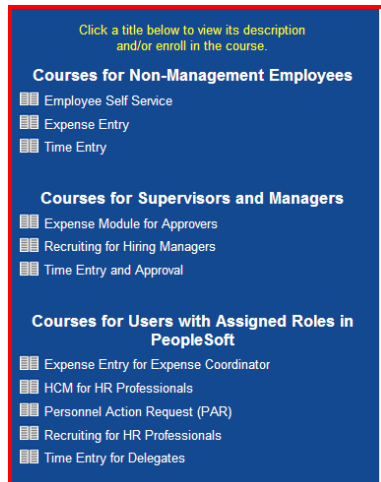 Click a title below to view its description
and/or enroll in the course.
Courses for Non-Management Employees
Employee Self Service
Expense Entry
Time Entry
Courses for Supervisors and Managers
Expense Module for Approvers
Recruiting for Hiring Managers
Time Entry and Approval
Courses for Users with Assigned Roles in
PeopleSoft
Expense Entry for Expense Coordinator
HCM for HR Professionals
Personnel Action Request (PAR)
Recruiting for HR Professionals
Time Entry for Delegates